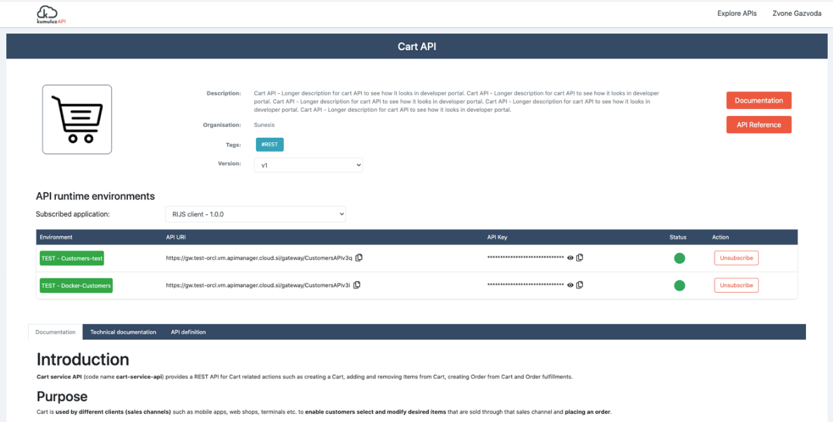 kumuluzAPI
Explore APIs Zvone Gazvoda
Cart API
Description: Cart API - Longer description for cart API to see how it looks in developer portal. Cart API - Longer description for cart API to see how it looks in developer
portal. Cart API - Longer description for cart API to see how it looks in developer portal. Cart API - Longer description for cart API to see how it looks in
developer portal. Cart API - Longer description for cart API to see how it looks in developer portal.
Documentation
Organisation: Sunesis
API Reference
Tags: #REST
Version: v1
API runtime environments
Subscribed application: RIJS client - 1.0.0
Environment API URI API Key Status Action
TEST - Customers-test https://gw.test-orcl.vm.apimanager.cloud.si/gateway/CustomersAPIv3q ****************************** Unsubscribe
TEST - Docker-Customers https://gw.test-orcl.vm.apimanager.cloud.si/gateway/CustomersAPIv3l ****************************** Unsubscribe
Documentation Technical documentation API definition
Introduction
Cart service API (code name cart-service-api) provides a REST API for Cart related actions such as creating a Cart, adding and removing Items from Cart, creating Order from Cart and Order fulfillments.
Purpose
Cart is used by different clients (sales channels) such as mobile apps, web shops, terminals etc. to enable customers select and modify desired items that are sold through that sales channel and placing an order.